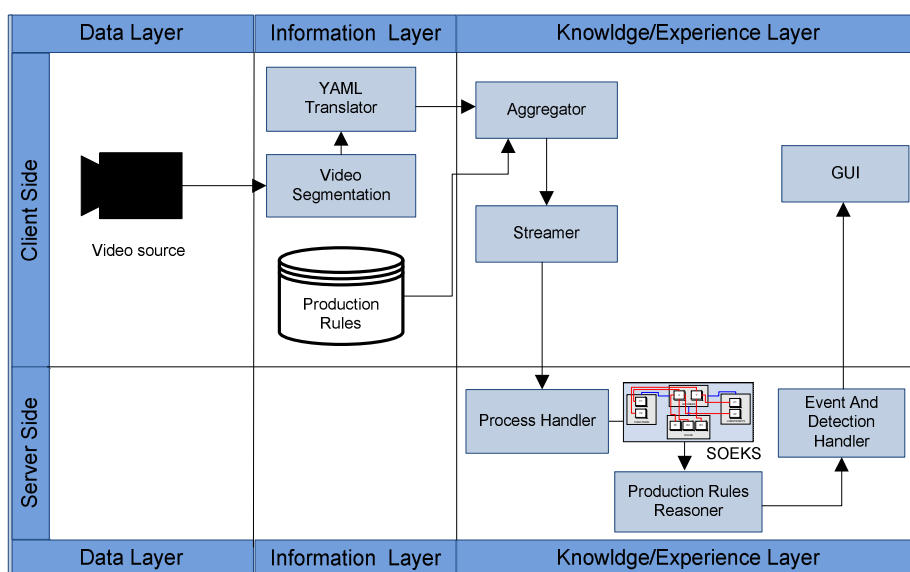 Data Layer
Information Layer
Knowldge/Experience Layer
Client Side
YAML
Translator
Aggregator
Video
Segmentation
GUI
Video source
Streamer
Production
Rules
Server Side
Process Handler
SOEKS
Event And
Detection
Handler
Production Rules
Reasoner
Data Layer
Information Layer
Knowldge/Experience Layer